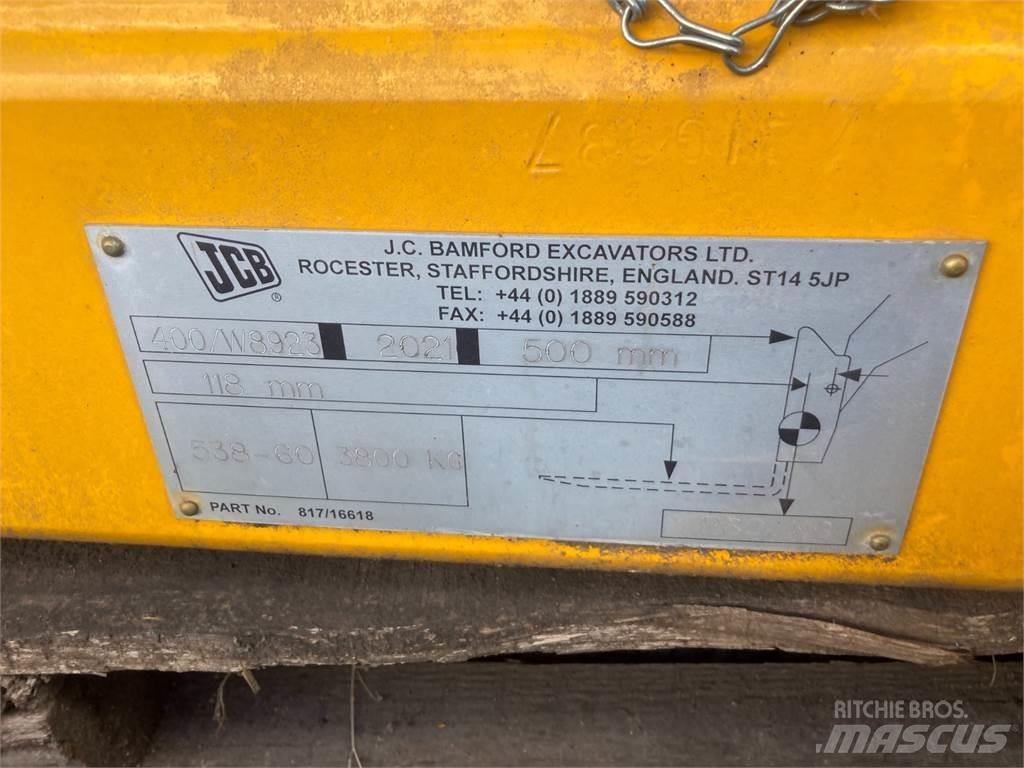 JCB
®
J.C. BAMFORD EXCAVATORS LTD.
ROCESTER, STAFFORDSHIRE, ENGLAND. ST14 5JP
TEL: +44 (0) 1889 590312
FAX: +44 (0) 1889 590588
400/W8923 2021 500 mm
118 mm
538-60 3800 KG
PART No. 817/16618
RITCHIE BROS.
MASCUS